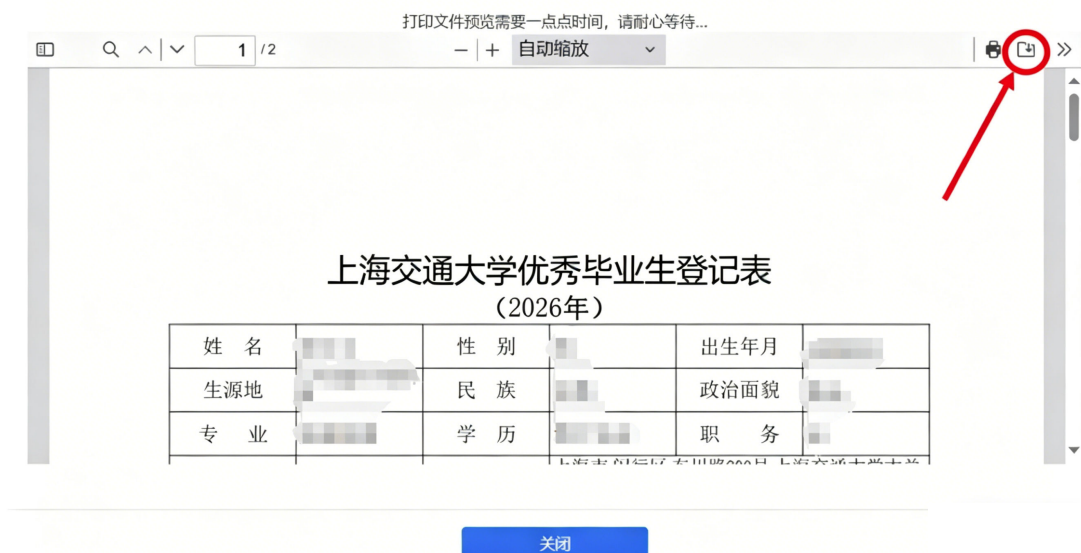 打印文件预览需要一点点时间，请耐心等待...
1 /2 自动缩放
上海交通大学优秀毕业生登记表
（2026年）
姓 名 性 别 出生年月
生源地 民 族 政治面貌
专 业 学 历 职 务
关闭